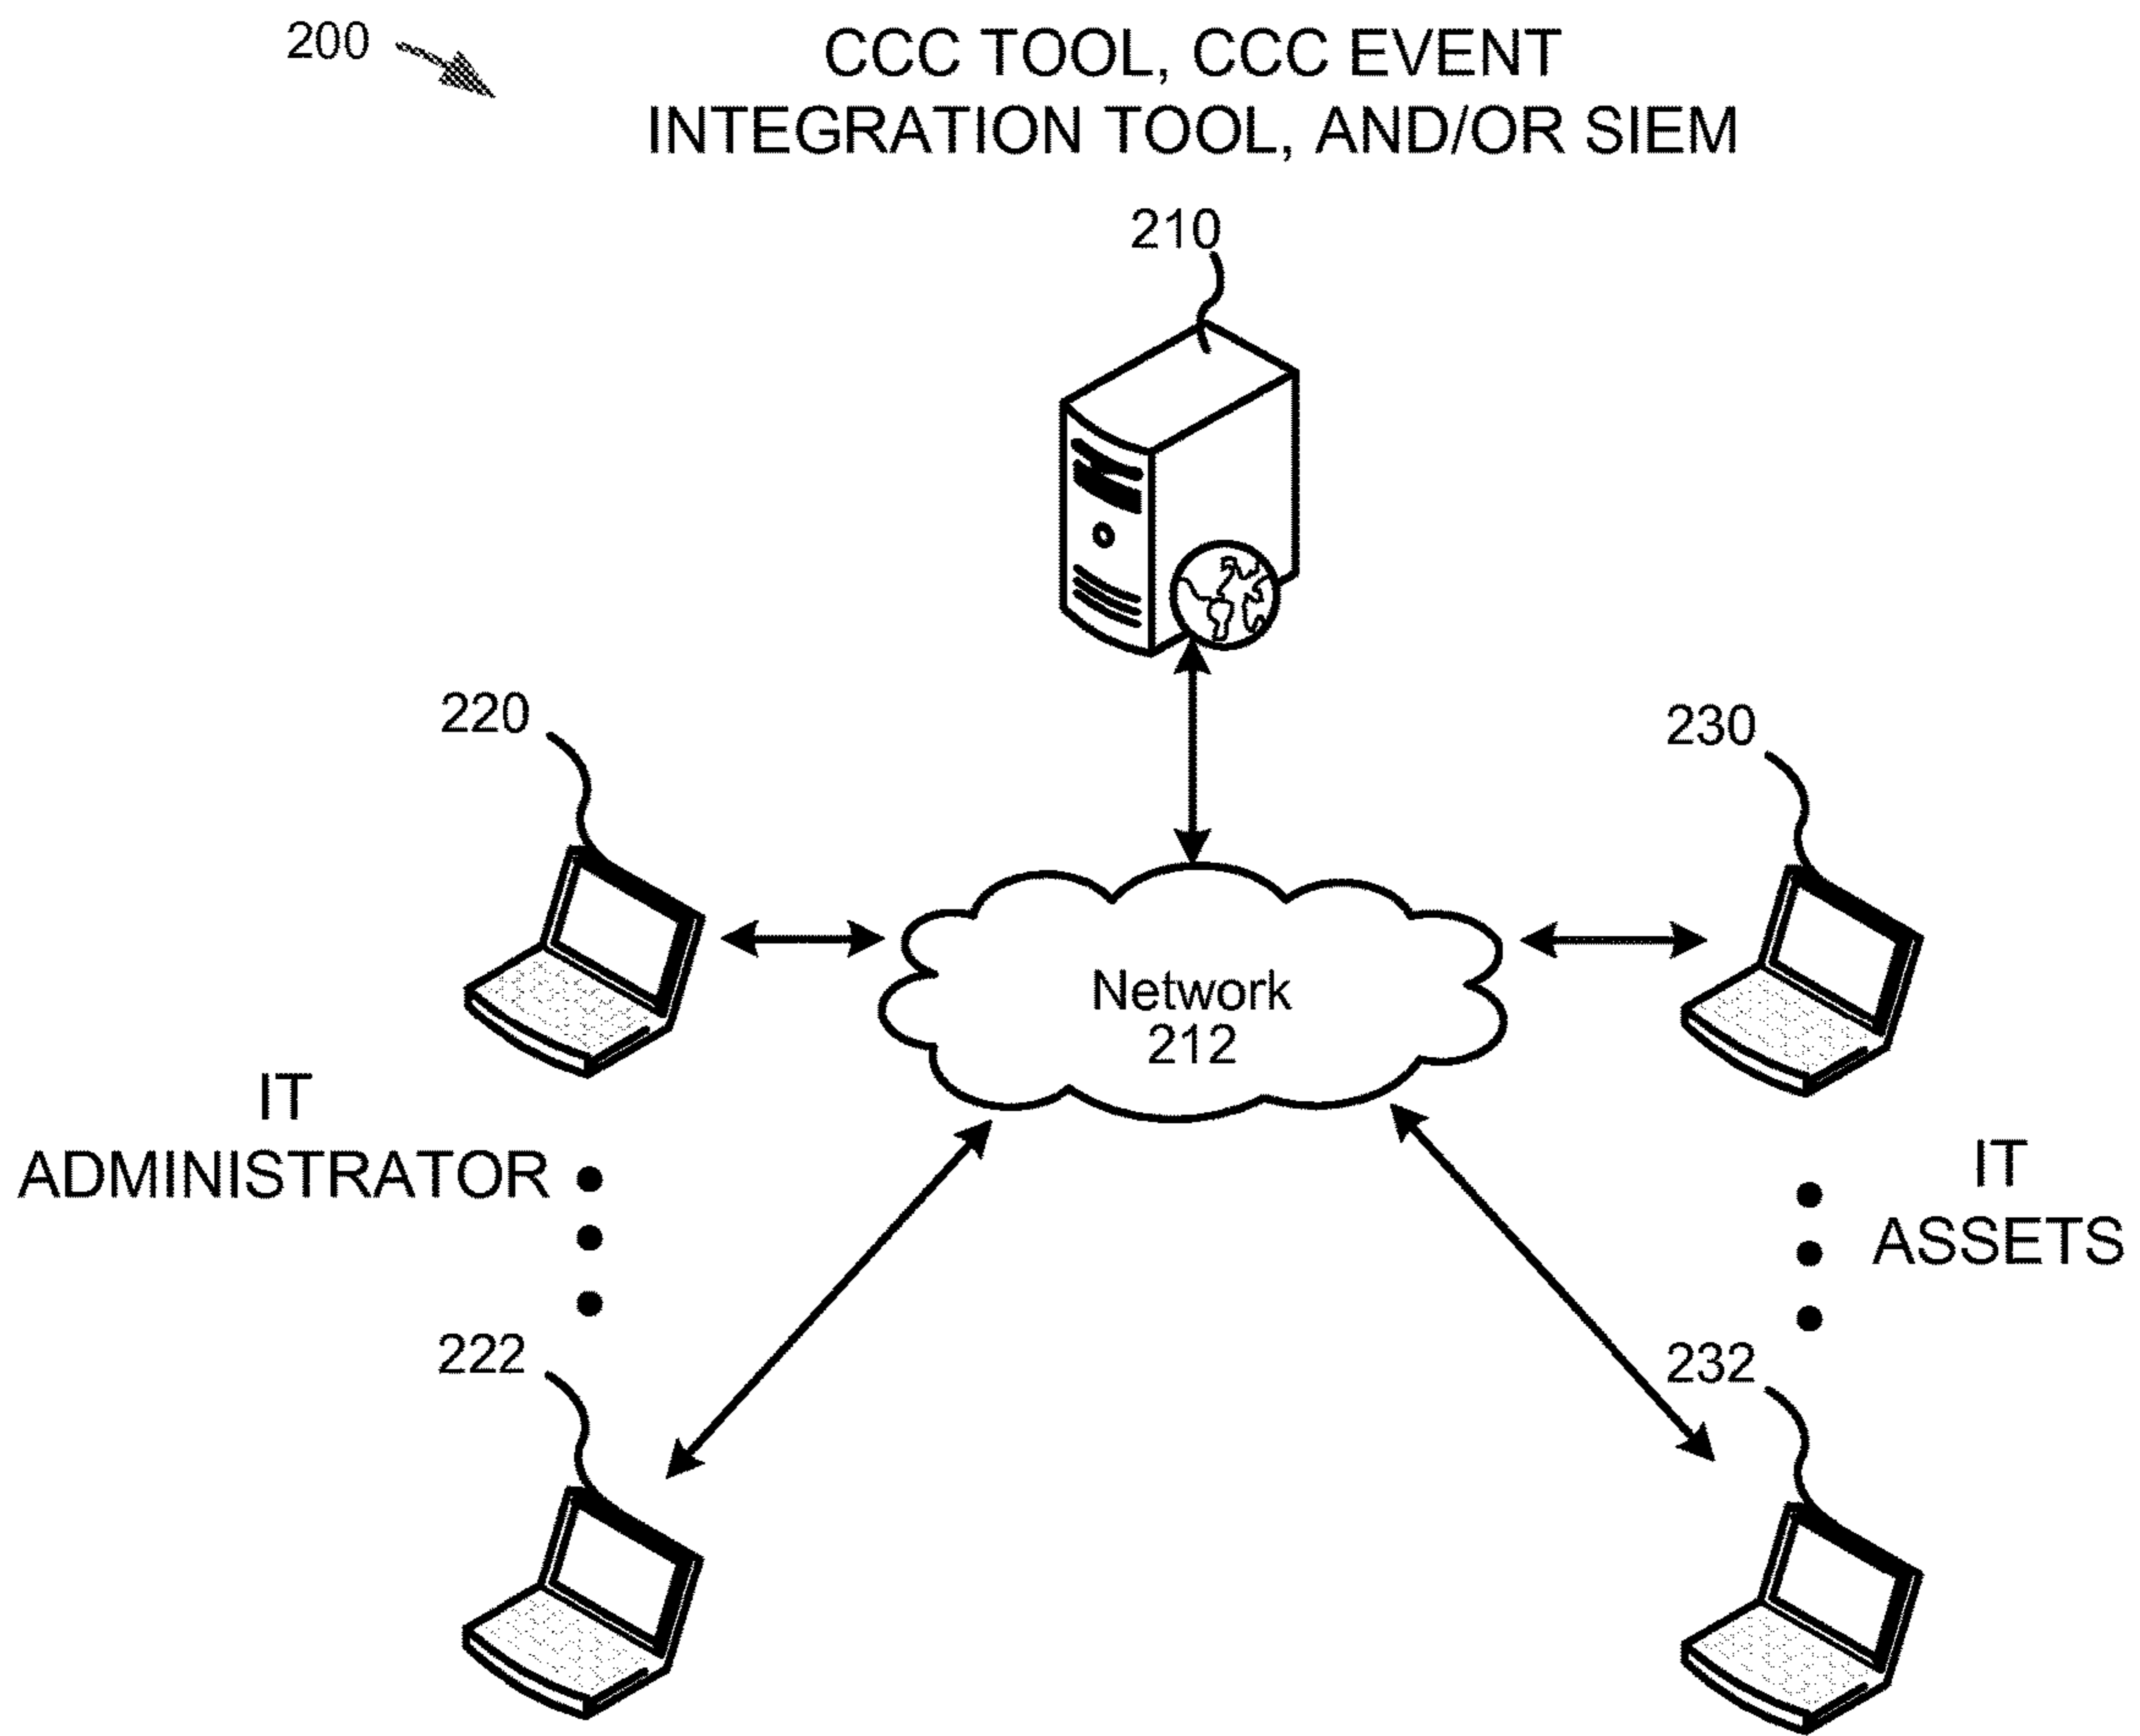 200
CCC TOOL, CCC EVENT
INTEGRATION TOOL, AND/OR SIEM
210
220
230
Network
212
IT
ADMINISTRATOR
IT
ASSETS
222
232